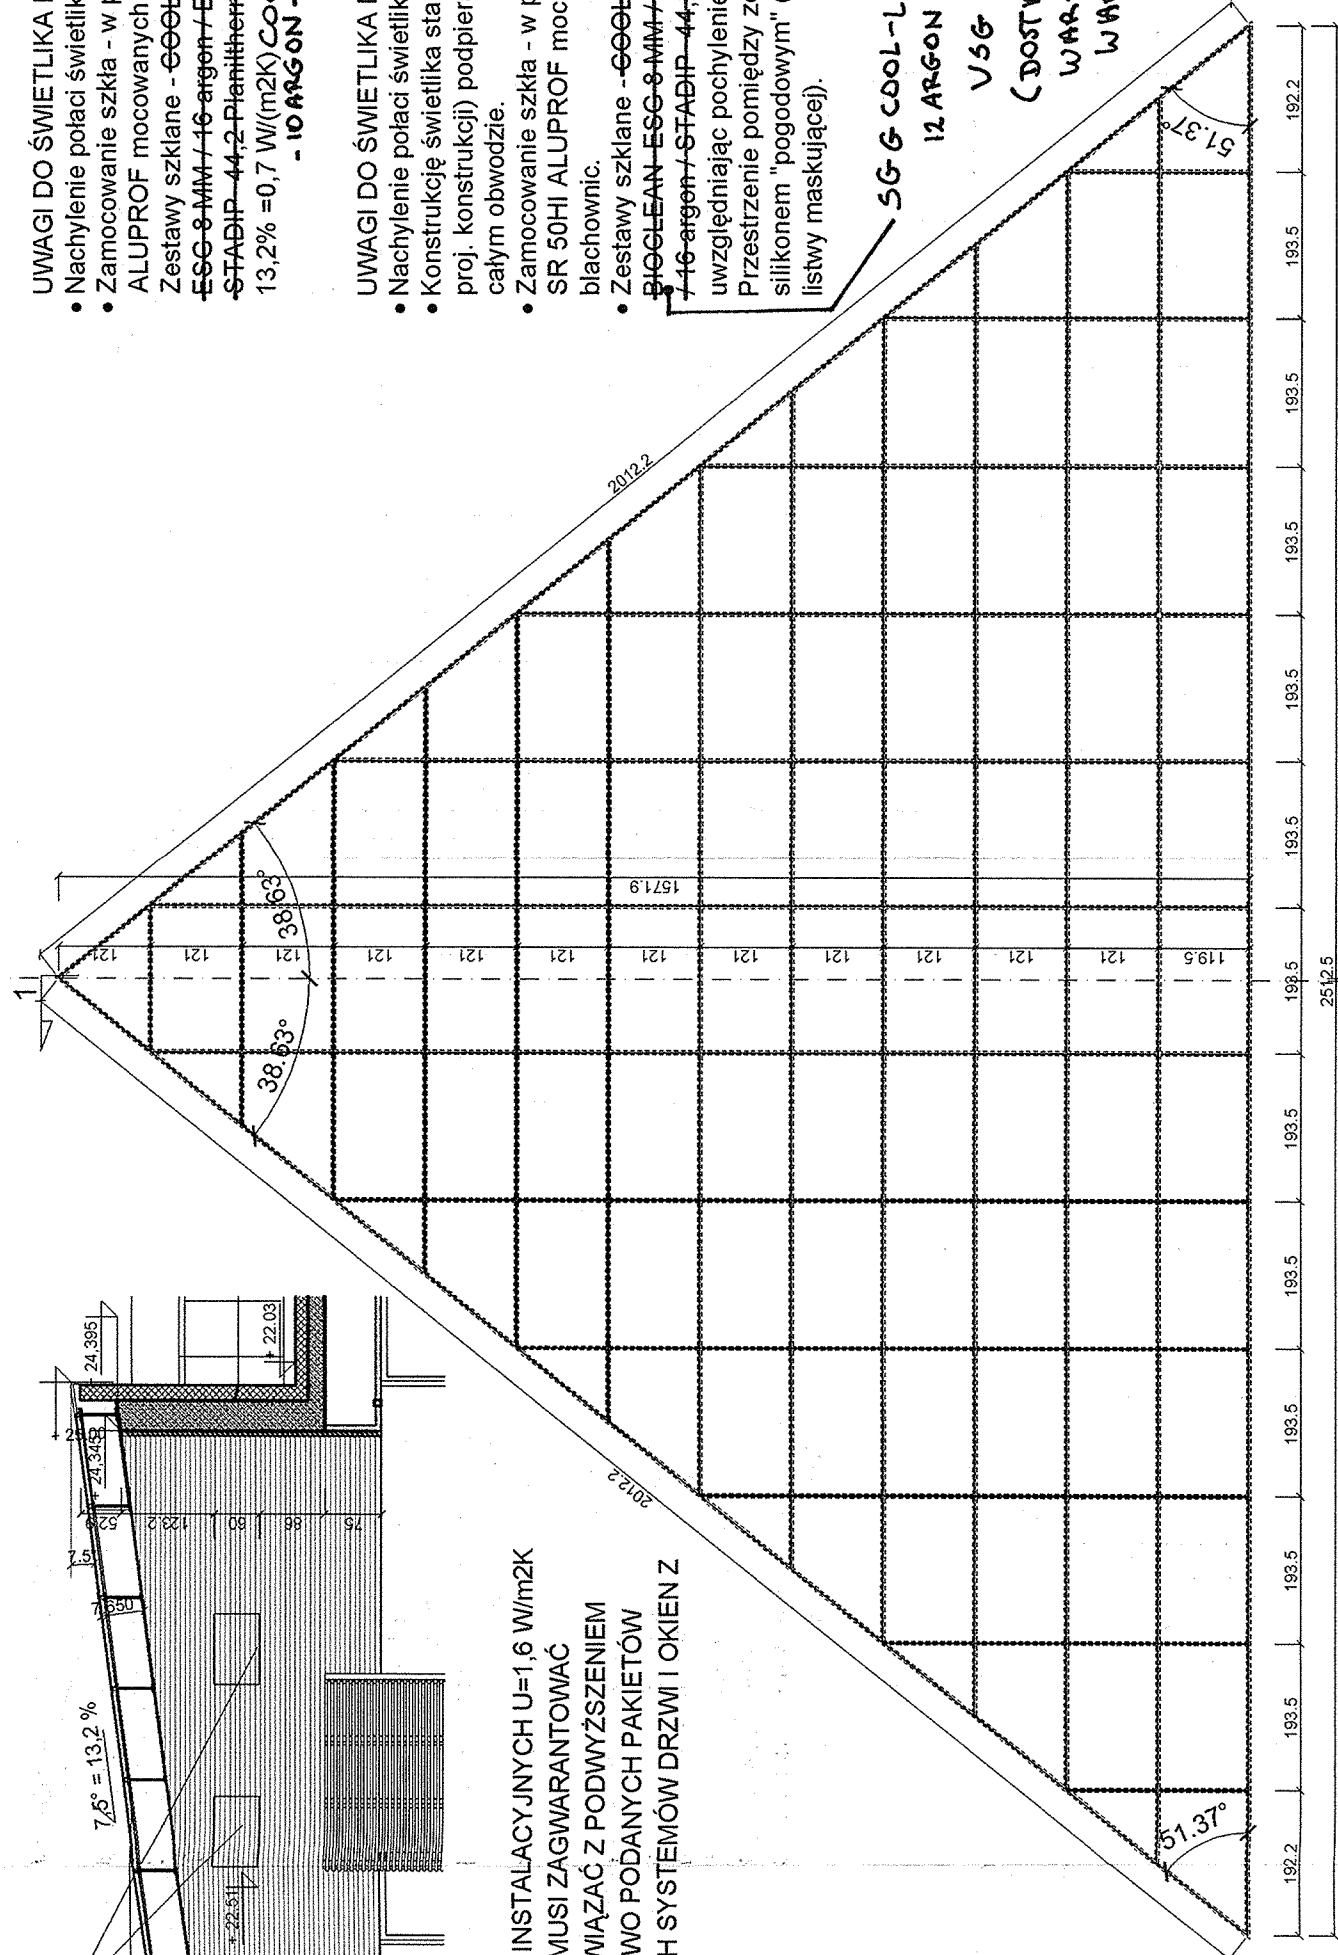 UWAGI DO ŚWIETLIKA
• Nachylenie połaci świetlik
• Zamocowanie szkła - w p
ALUPROF mocowanych
Zestawy szklane - COOL
ESG 8 MM / 16 argon / B
STADIP 44,2 Planitherm
13,2% =0,7 W/(m2K) COO
- 10 ARGON -
UWAGI DO ŚWIETLIKA
• Nachylenie połaci świetlik
• Konstrukcję świetlika sta
proj. konstrukcji) podpier
całym obwodzie.
• Zamocowanie szkła - w p
SR 50HI ALUPROF moc
blachownic.
• Zestawy szklane - COOL
BIOCLEAN ESG 8 MM /
/ 16 argon / STADIP 44,
uwzględniając pochylenie
Przestrzenie pomiędzy ze
silikonem "pogodowym" (
listwy maskującej).
SGG COOL-L
12 ARGON
VSG
(DOST
WAR
WA
1
2012.2
2012.2
38.63°
38.63°
51.37°
51.37°
1571.9
121
121
121
121
121
121
121
121
121
121
121
121
119.5
192.2
193.5
193.5
193.5
193.5
193.5
193.5
193.5
193.5
193.5
193.5
193.5
192.2
2512.5
24,395
+ 22.03
24,345
52,
123.2
60
86
75
7.5
7,650
7,5° = 13,2 %
+ 22.51
INSTALACYJNYCH U=1,6 W/m2K
MUSI ZAGWARANTOWAĆ
WIĄZAĆ Z PODWYŻSZENIEM
WO PODANYCH PAKIETÓW
H SYSTEMÓW DRZWI I OKIEN Z